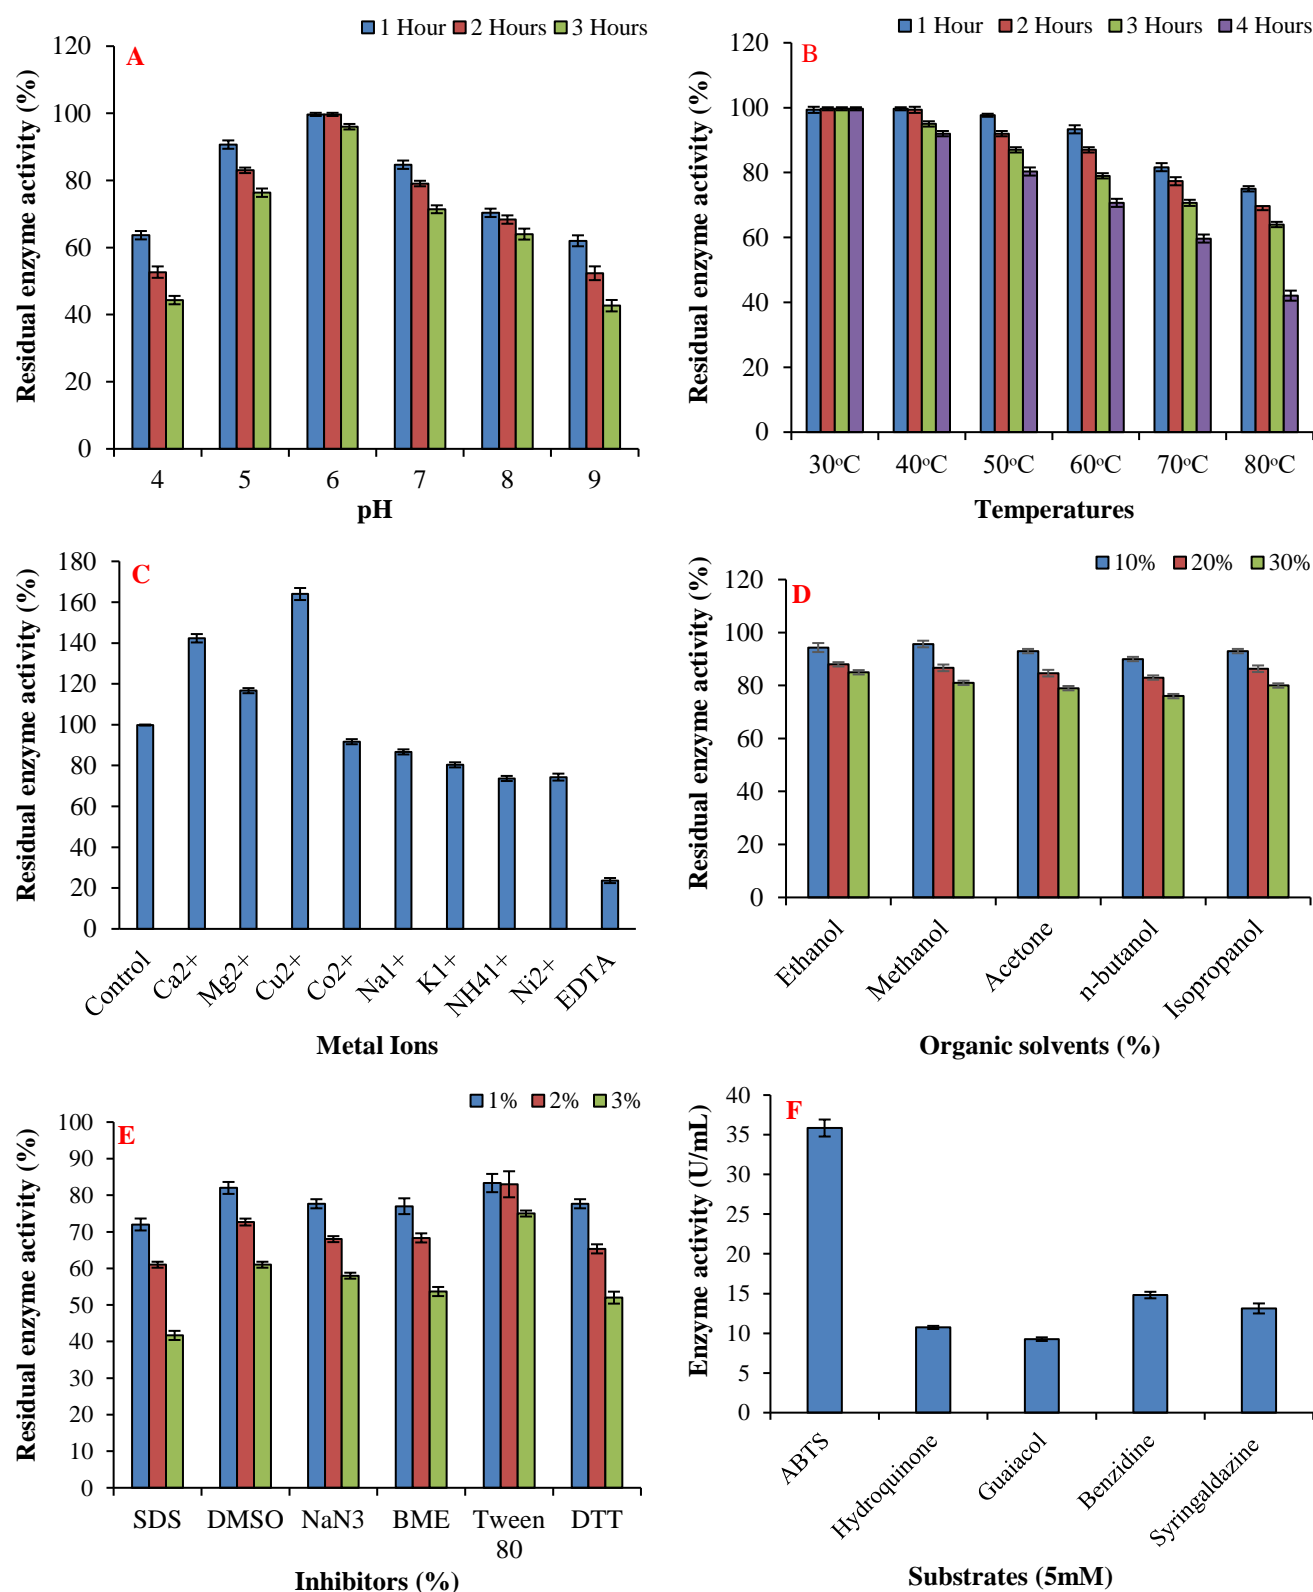 1 Hour 2 Hours 3 Hours
A
Residual enzyme activity (%)
120
100
80
60
40
20
0
4 5 6 7 8 9
pH
1 Hour 2 Hours 3 Hours 4 Hours
B
Residual enzyme activity (%)
120
100
80
60
40
20
0
30°C 40°C 50°C 60°C 70°C 80°C
Temperatures
C
Residual enzyme activity (%)
180
160
140
120
100
80
60
40
20
0
Control Ca2+ Mg2+ Cu2+ Co2+ Na1+ K1+ NH41+ Ni2+ EDTA
Metal Ions
10% 20% 30%
D
Residual enzyme activity (%)
120
100
80
60
40
20
0
Ethanol Methanol Acetone n-butanol Isopropanol
Organic solvents (%)
1% 2% 3%
E
Residual enzyme activity (%)
100
90
80
70
60
50
40
30
20
10
0
SDS DMSO NaN3 BME Tween 80 DTT
Inhibitors (%)
F
Enzyme activity (U/mL)
40
35
30
25
20
15
10
5
0
ABTS Hydroquinone Guaiacol Benzidine Syringaldazine
Substrates (5mM)